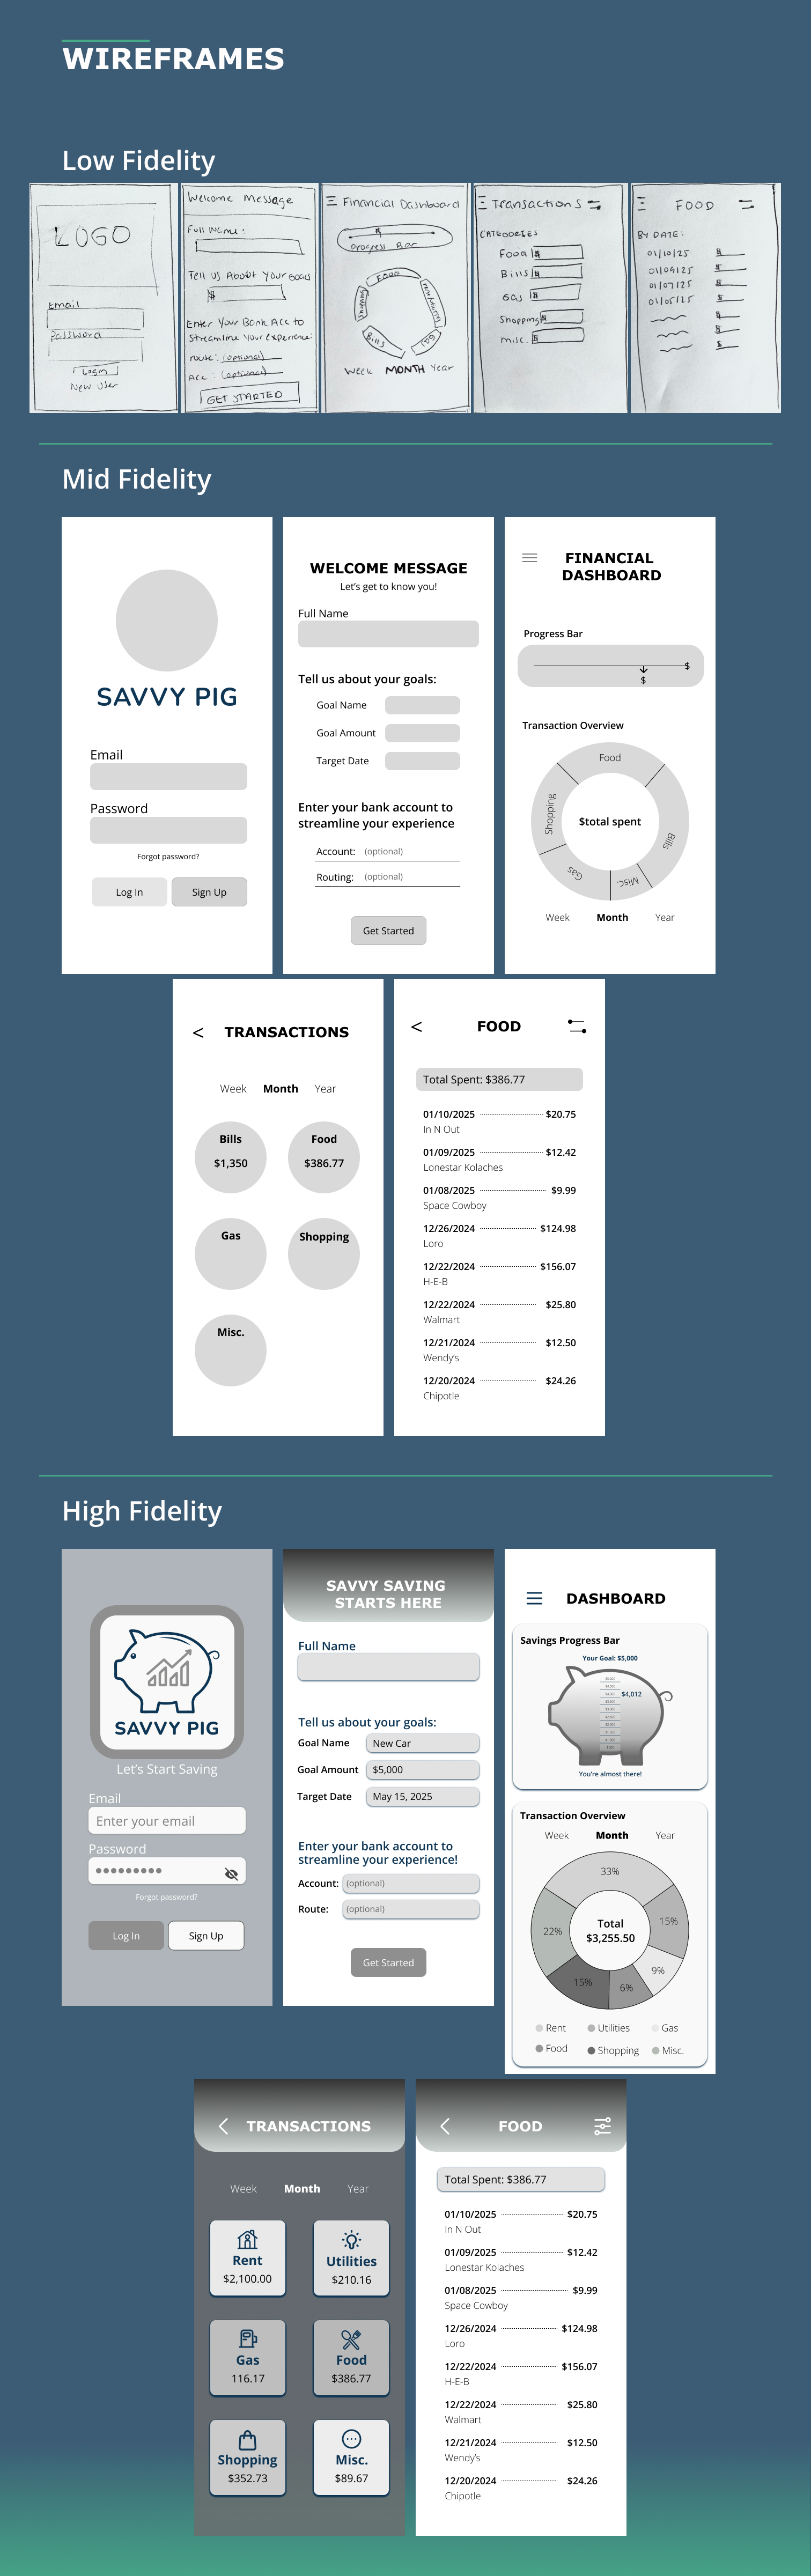 WIREFRAMES
Low Fidelity
LOGO
Email
Password
Login
New User
Welcome Message
Full Name:
Tell us About Your Goals
$
Enter Your Bank Acc to
Streamline Your Experience:
route: (optional)
Acc: (optional)
GET STARTED
Financial Dashboard
$
Progress Bar
Food
Shopping
Bills
Gas
Week MONTH Year
Transactions
CATEGORIES
Food $
Bills $
Gas $
Shopping $
misc. $
FOOD
BY DATE:
01/10/25 $
01/09/25 $
01/07/25 $
01/05/25 $
$
$
$
Mid Fidelity
SAVVY PIG
Email
Password
Forgot password?
Log In
Sign Up
WELCOME MESSAGE
Let's get to know you!
Full Name
Tell us about your goals:
Goal Name
Goal Amount
Target Date
Enter your bank account to
streamline your experience
Account: (optional)
Routing: (optional)
Get Started
FINANCIAL
DASHBOARD
Progress Bar
$
$
Transaction Overview
Food
Shopping
$total spent
Bills
Gas
Misc.
Week Month Year
< TRANSACTIONS
Week Month Year
Bills
$1,350
Food
$386.77
Gas
Shopping
Misc.
< FOOD
Total Spent: $386.77
01/10/2025 $20.75
In N Out
01/09/2025 $12.42
Lonestar Kolaches
01/08/2025 $9.99
Space Cowboy
12/26/2024 $124.98
Loro
12/22/2024 $156.07
H-E-B
12/22/2024 $25.80
Walmart
12/21/2024 $12.50
Wendy's
12/20/2024 $24.26
Chipotle
High Fidelity
SAVVY PIG
Let's Start Saving
Email
Enter your email
Password
Forgot password?
Log In
Sign Up
SAVVY SAVING
STARTS HERE
Full Name
Tell us about your goals:
Goal Name New Car
Goal Amount $5,000
Target Date May 15, 2025
Enter your bank account to
streamline your experience!
Account: (optional)
Route: (optional)
Get Started
DASHBOARD
Savings Progress Bar
Your Goal: $5,000
$4,012
You're almost there!
Transaction Overview
Week Month Year
33%
22%
Total
$3,255.50
15%
9%
15%
6%
Rent Utilities Gas
Food Shopping Misc.
TRANSACTIONS
Week Month Year
Rent
$2,100.00
Utilities
$210.16
Gas
116.17
Food
$386.77
Shopping
$352.73
Misc.
$89.67
FOOD
Total Spent: $386.77
01/10/2025 $20.75
In N Out
01/09/2025 $12.42
Lonestar Kolaches
01/08/2025 $9.99
Space Cowboy
12/26/2024 $124.98
Loro
12/22/2024 $156.07
H-E-B
12/22/2024 $25.80
Walmart
12/21/2024 $12.50
Wendy's
12/20/2024 $24.26
Chipotle